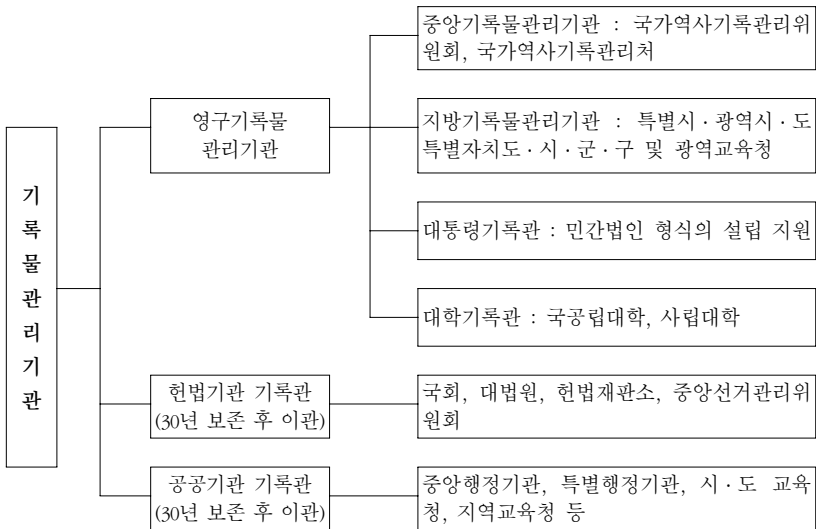 기록물관리기관
영구기록물
관리기관
중앙기록물관리기관 : 국가역사기록관리위
원회, 국가역사기록관리처
지방기록물관리기관 : 특별시·광역시·도
특별자치도·시·군·구 및 광역교육청
대통령기록관 : 민간법인 형식의 설립 지원
대학기록관 : 국공립대학, 사립대학
헌법기관 기록관
(30년 보존 후 이관)
국회, 대법원, 헌법재판소, 중앙선거관리위
원회
공공기관 기록관
(30년 보존 후 이관)
중앙행정기관, 특별행정기관, 시·도 교육
청, 지역교육청 등